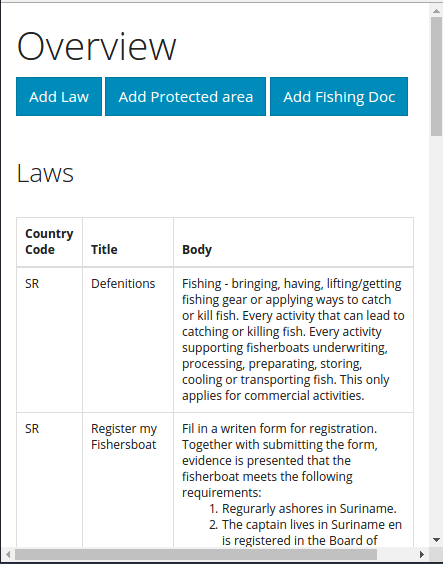 Overview
Add Law Add Protected area Add Fishing Doc
Laws
Country Code Title Body
SR Defenitions Fishing - bringing, having, lifting/getting
fishing gear or applying ways to catch
or kill fish. Every activity that can lead to
catching or killing fish. Every activity
supporting fisherboats underwriting,
processing, preparating, storing,
cooling or transporting fish. This only
applies for commercial activities.
SR Register my Fishersboat Fil in a writen form for registration.
Together with submitting the form,
evidence is presented that the
fisherboat meets the following
requirements:
1. Regurarly ashores in Suriname.
2. The captain lives in Suriname en
is registered in the Board of